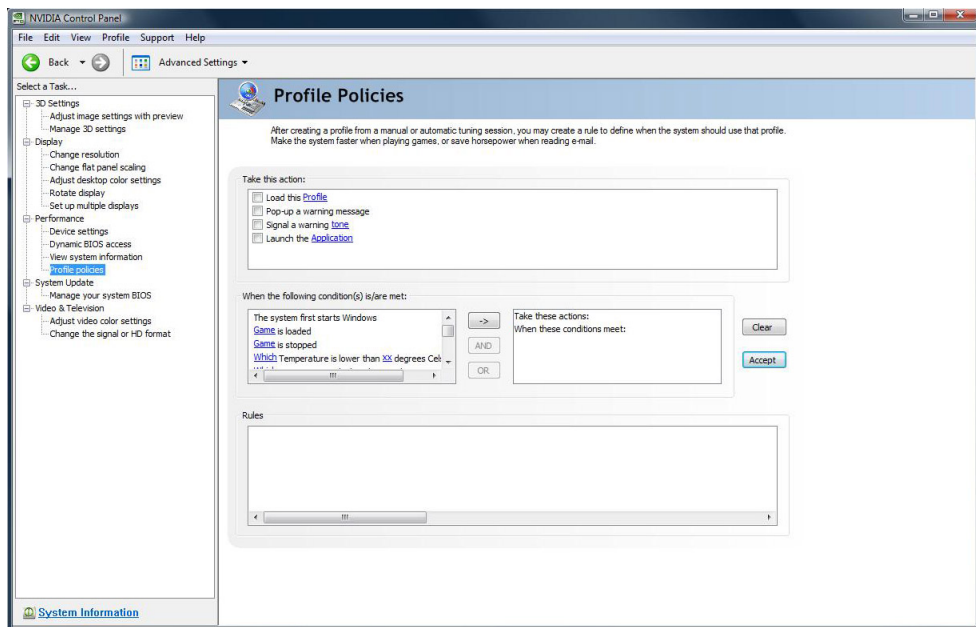 NVIDIA Control Panel
File Edit View Profile Support Help
Back Advanced Settings
Select a Task...
3D Settings
Adjust image settings with preview
Manage 3D settings
Display
Change resolution
Change flat panel scaling
Adjust desktop color settings
Rotate display
Set up multiple displays
Performance
Device settings
Dynamic BIOS access
View system information
Profile policies
System Update
Manage your system BIOS
Video & Television
Adjust video color settings
Change the signal or HD format
System Information
Profile Policies
After creating a profile from a manual or automatic tuning session, you may create a rule to define when the system should use that profile.
Make the system faster when playing games, or save horsepower when reading e-mail.
Take this action:
Load this Profile
Pop-up a warning message
Signal a warning tone
Launch the Application
When the following condition(s) is/are met:
The system first starts Windows
Game is loaded
Game is stopped
Which Temperature is lower than xx degrees Cel
->
AND
OR
Take these actions:
When these conditions meet:
Clear
Accept
Rules